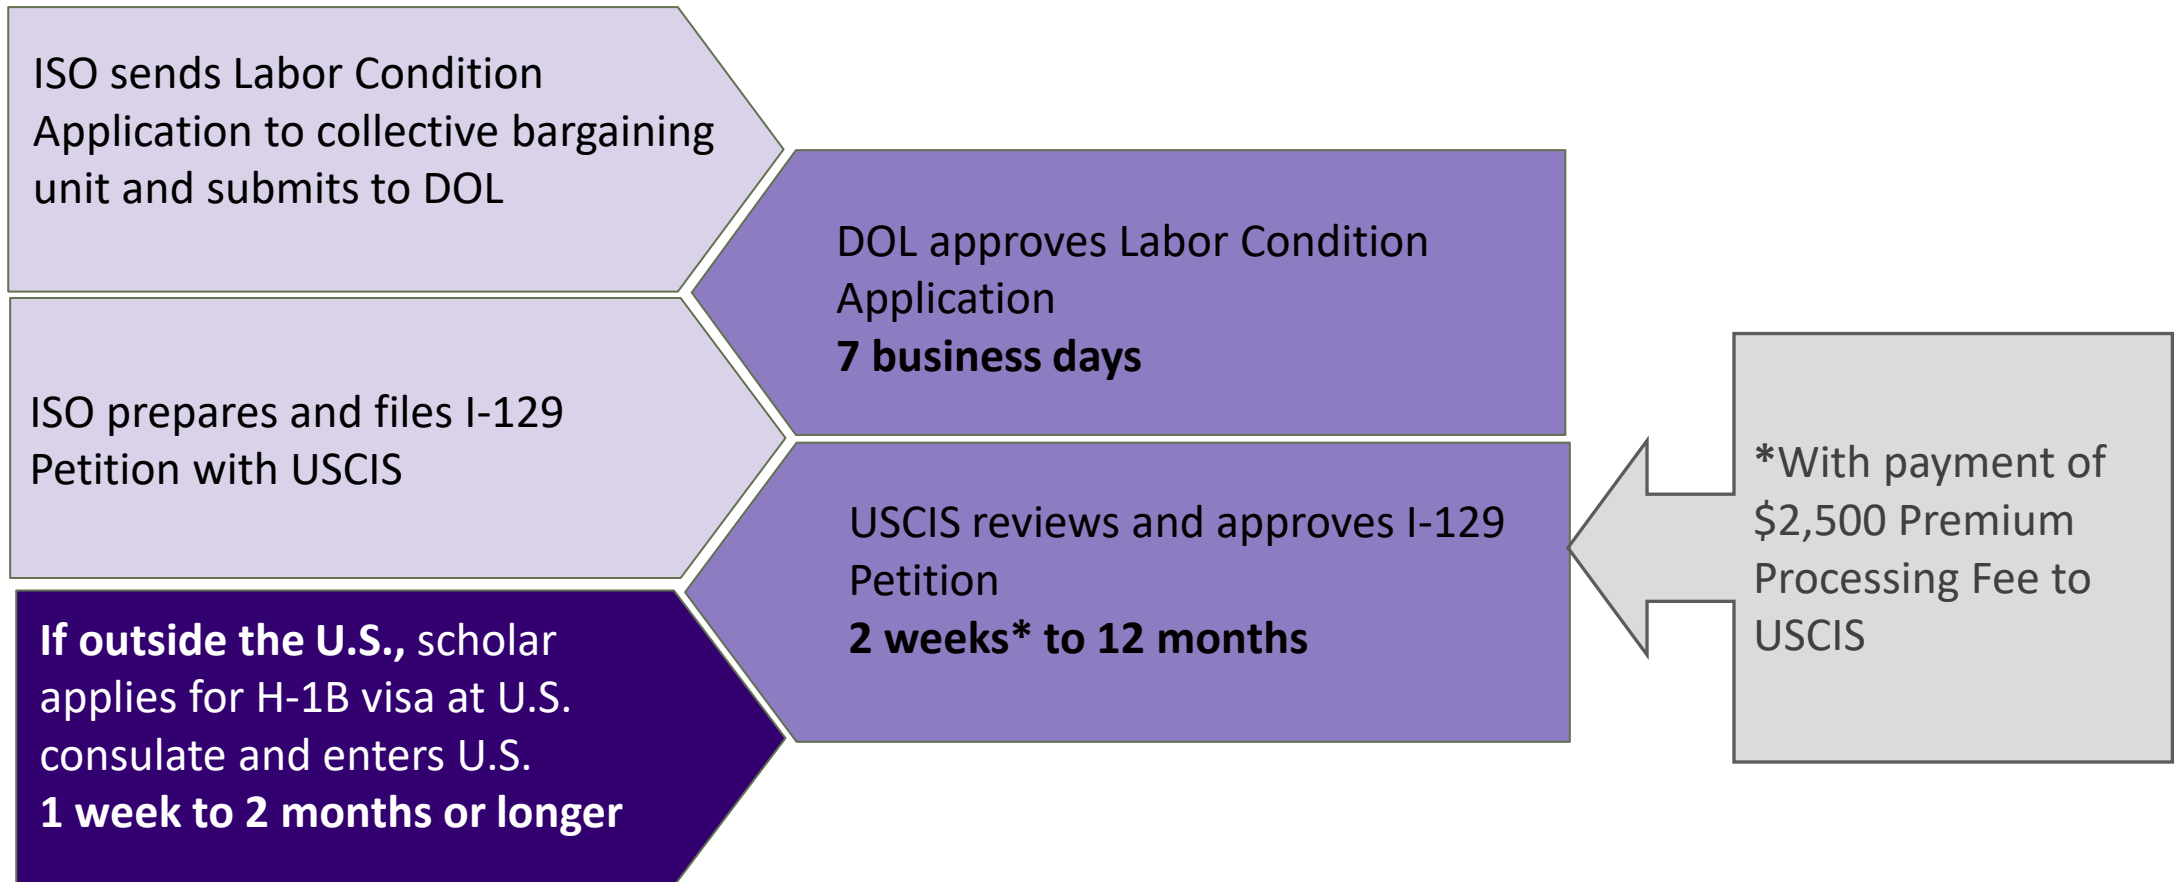 ISO sends Labor Condition
Application to collective bargaining
unit and submits to DOL
DOL approves Labor Condition
Application
7 business days
ISO prepares and files I-129
Petition with USCIS
USCIS reviews and approves I-129
Petition
2 weeks* to 12 months
*With payment of
$2,500 Premium
Processing Fee to
USCIS
If outside the U.S., scholar
applies for H-1B visa at U.S.
consulate and enters U.S.
1 week to 2 months or longer